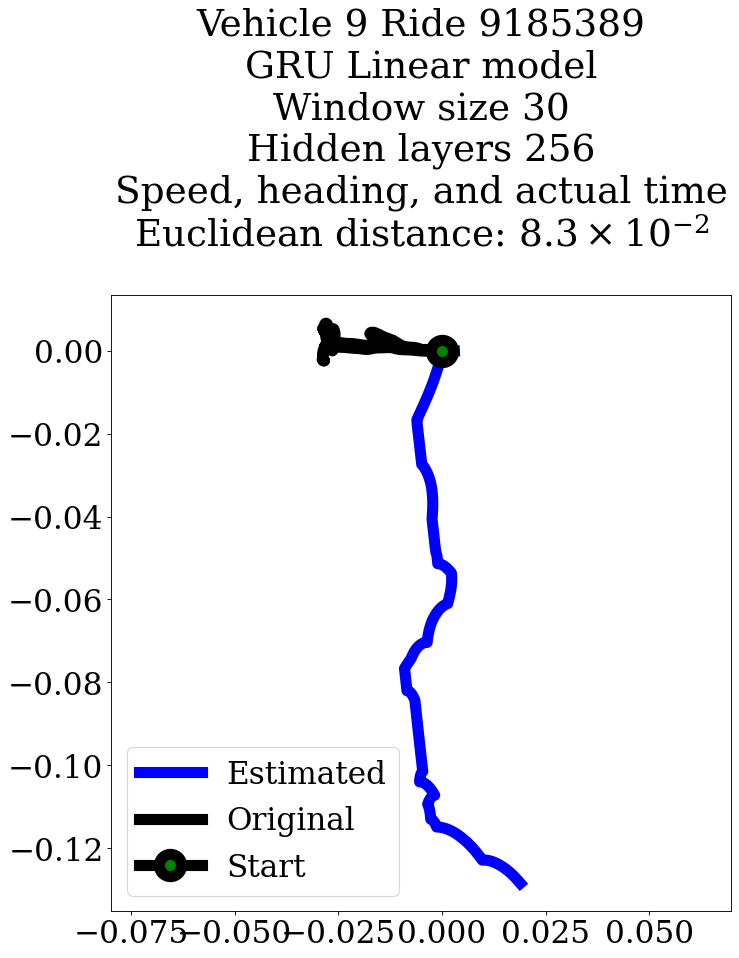 Vehicle 9 Ride 9185389
GRU Linear model
Window size 30
Hidden layers 256
Speed, heading, and actual time
Euclidean distance: 8.3 × 10⁻²
0.00
−0.02
−0.04
−0.06
−0.08
−0.10
−0.12
Estimated
Original
Start
−0.075 −0.050 −0.025 0.000 0.025 0.050